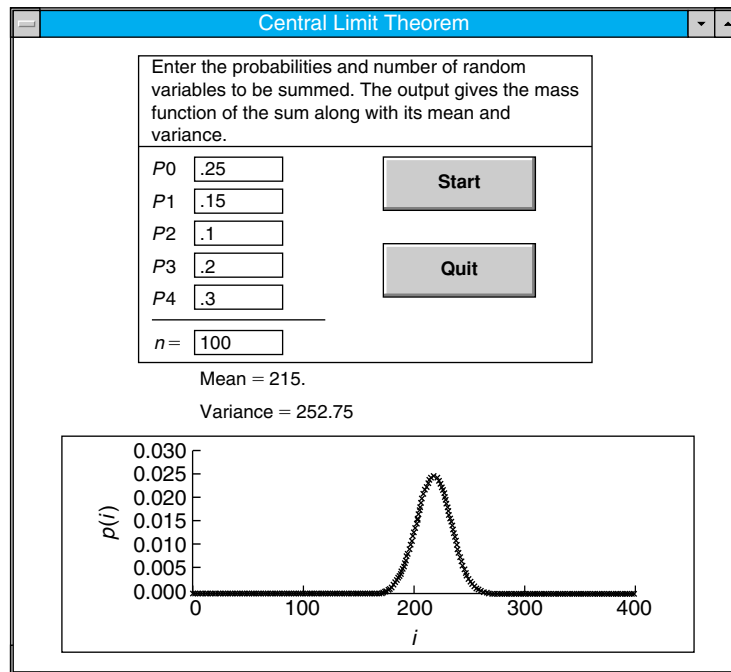 Central Limit Theorem
Enter the probabilities and number of random
variables to be summed. The output gives the mass
function of the sum along with its mean and
variance.
P0 .25
P1 .15
P2 .1
P3 .2
P4 .3
n = 100
Start
Quit
Mean = 215.
Variance = 252.75
0.030
0.025
0.020
0.015
0.010
0.005
0.000
p(i)
0 100 200 300 400
i